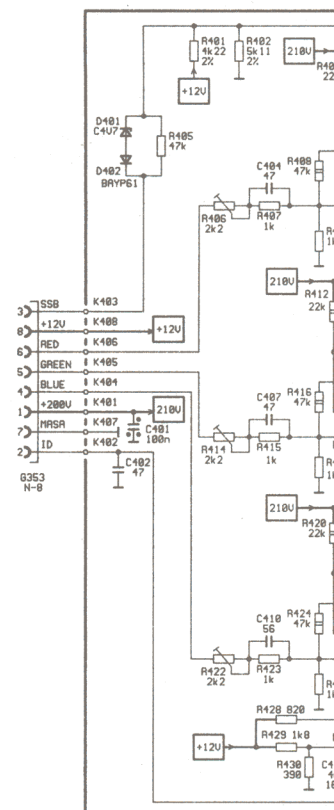 R401
4k22
2%
R402
5k11
2%
210V
+12V
D401
C4V7
R405
47k
D402
BAYP61
C404
47
R408
47k
R406
2k2
R407
1k
210V
R412
22k
3 SSB K403
8 +12V K408 +12V
6 RED K406
5 GREEN K405
4 BLUE K404
1 +200V K401 210V
7 MASA K407
2 ID K402
C401
100n
C402
47
G353
N-8
C407
47
R416
47k
R414
2k2
R415
1k
210V
R420
22k
C410
56
R424
47k
R422
2k2
R423
1k
R428 820
R429 1k8
+12V
R430
390